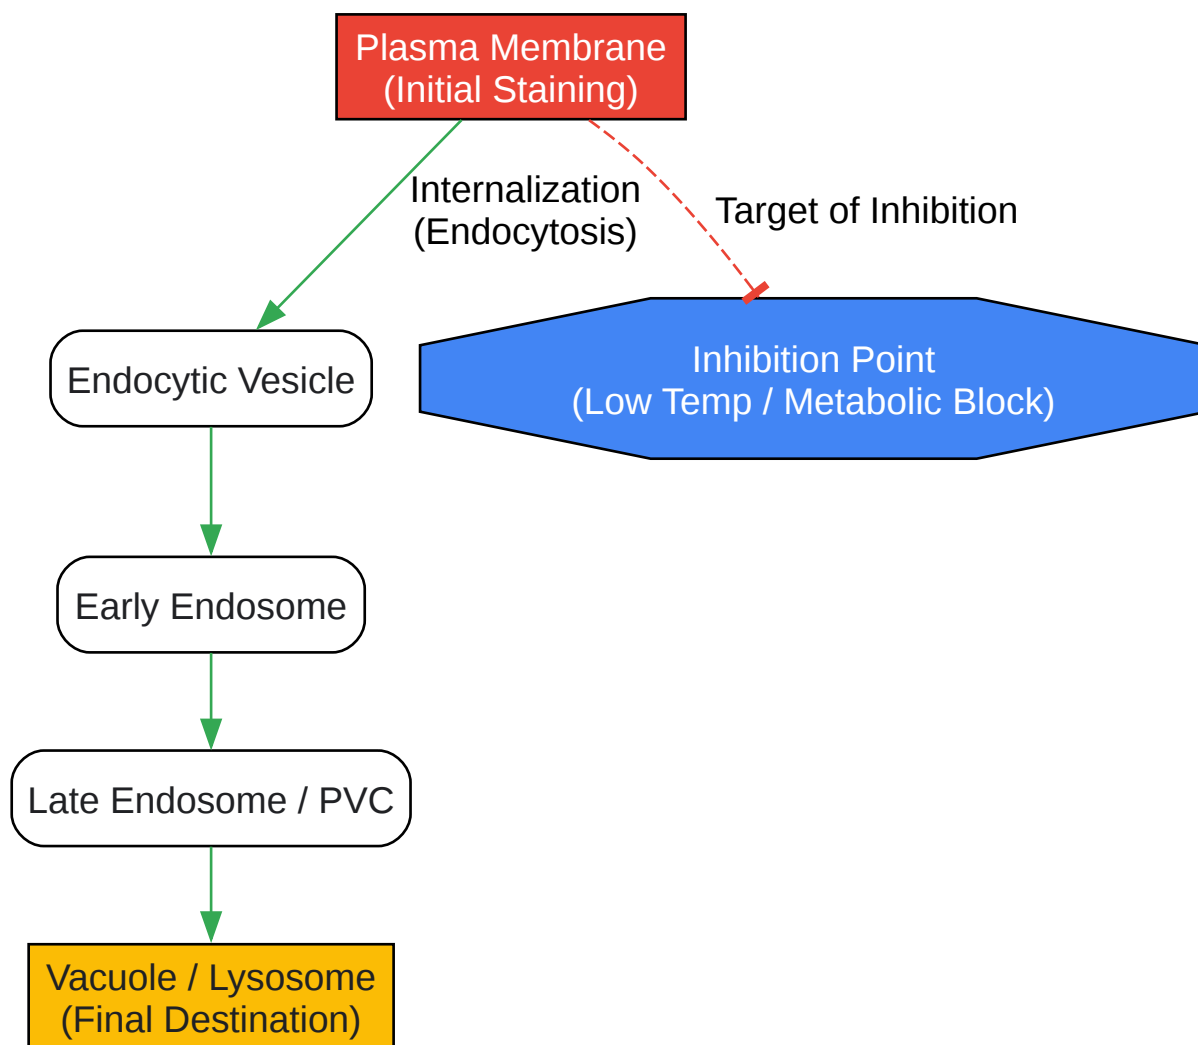 Plasma Membrane
(Initial Staining)
Internalization
(Endocytosis)
Target of Inhibition
Inhibition Point
(Low Temp / Metabolic Block)
Endocytic Vesicle
Early Endosome
Late Endosome / PVC
Vacuole / Lysosome
(Final Destination)